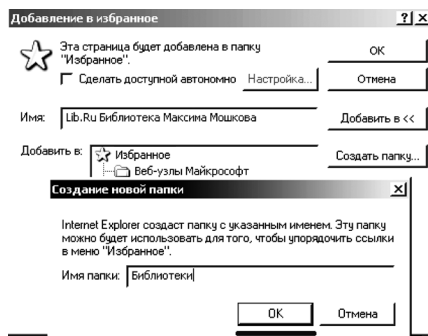 Добавление в избранное
Эта страница будет добавлена в папку
"Избранное".
OK
Сделать доступной автономно
Настройка...
Отмена
Имя:
Lib.Ru Библиотека Максима Мошкова
Добавить в <<
Добавить в:
Избранное
Создать папку...
Веб-узлы Майкрософт
Создание новой папки
Internet Explorer создаст папку с указанным именем. Эту папку
можно будет использовать для того, чтобы упорядочить ссылки
в меню "Избранное".
Имя папки:
Библиотеки
OK
Отмена